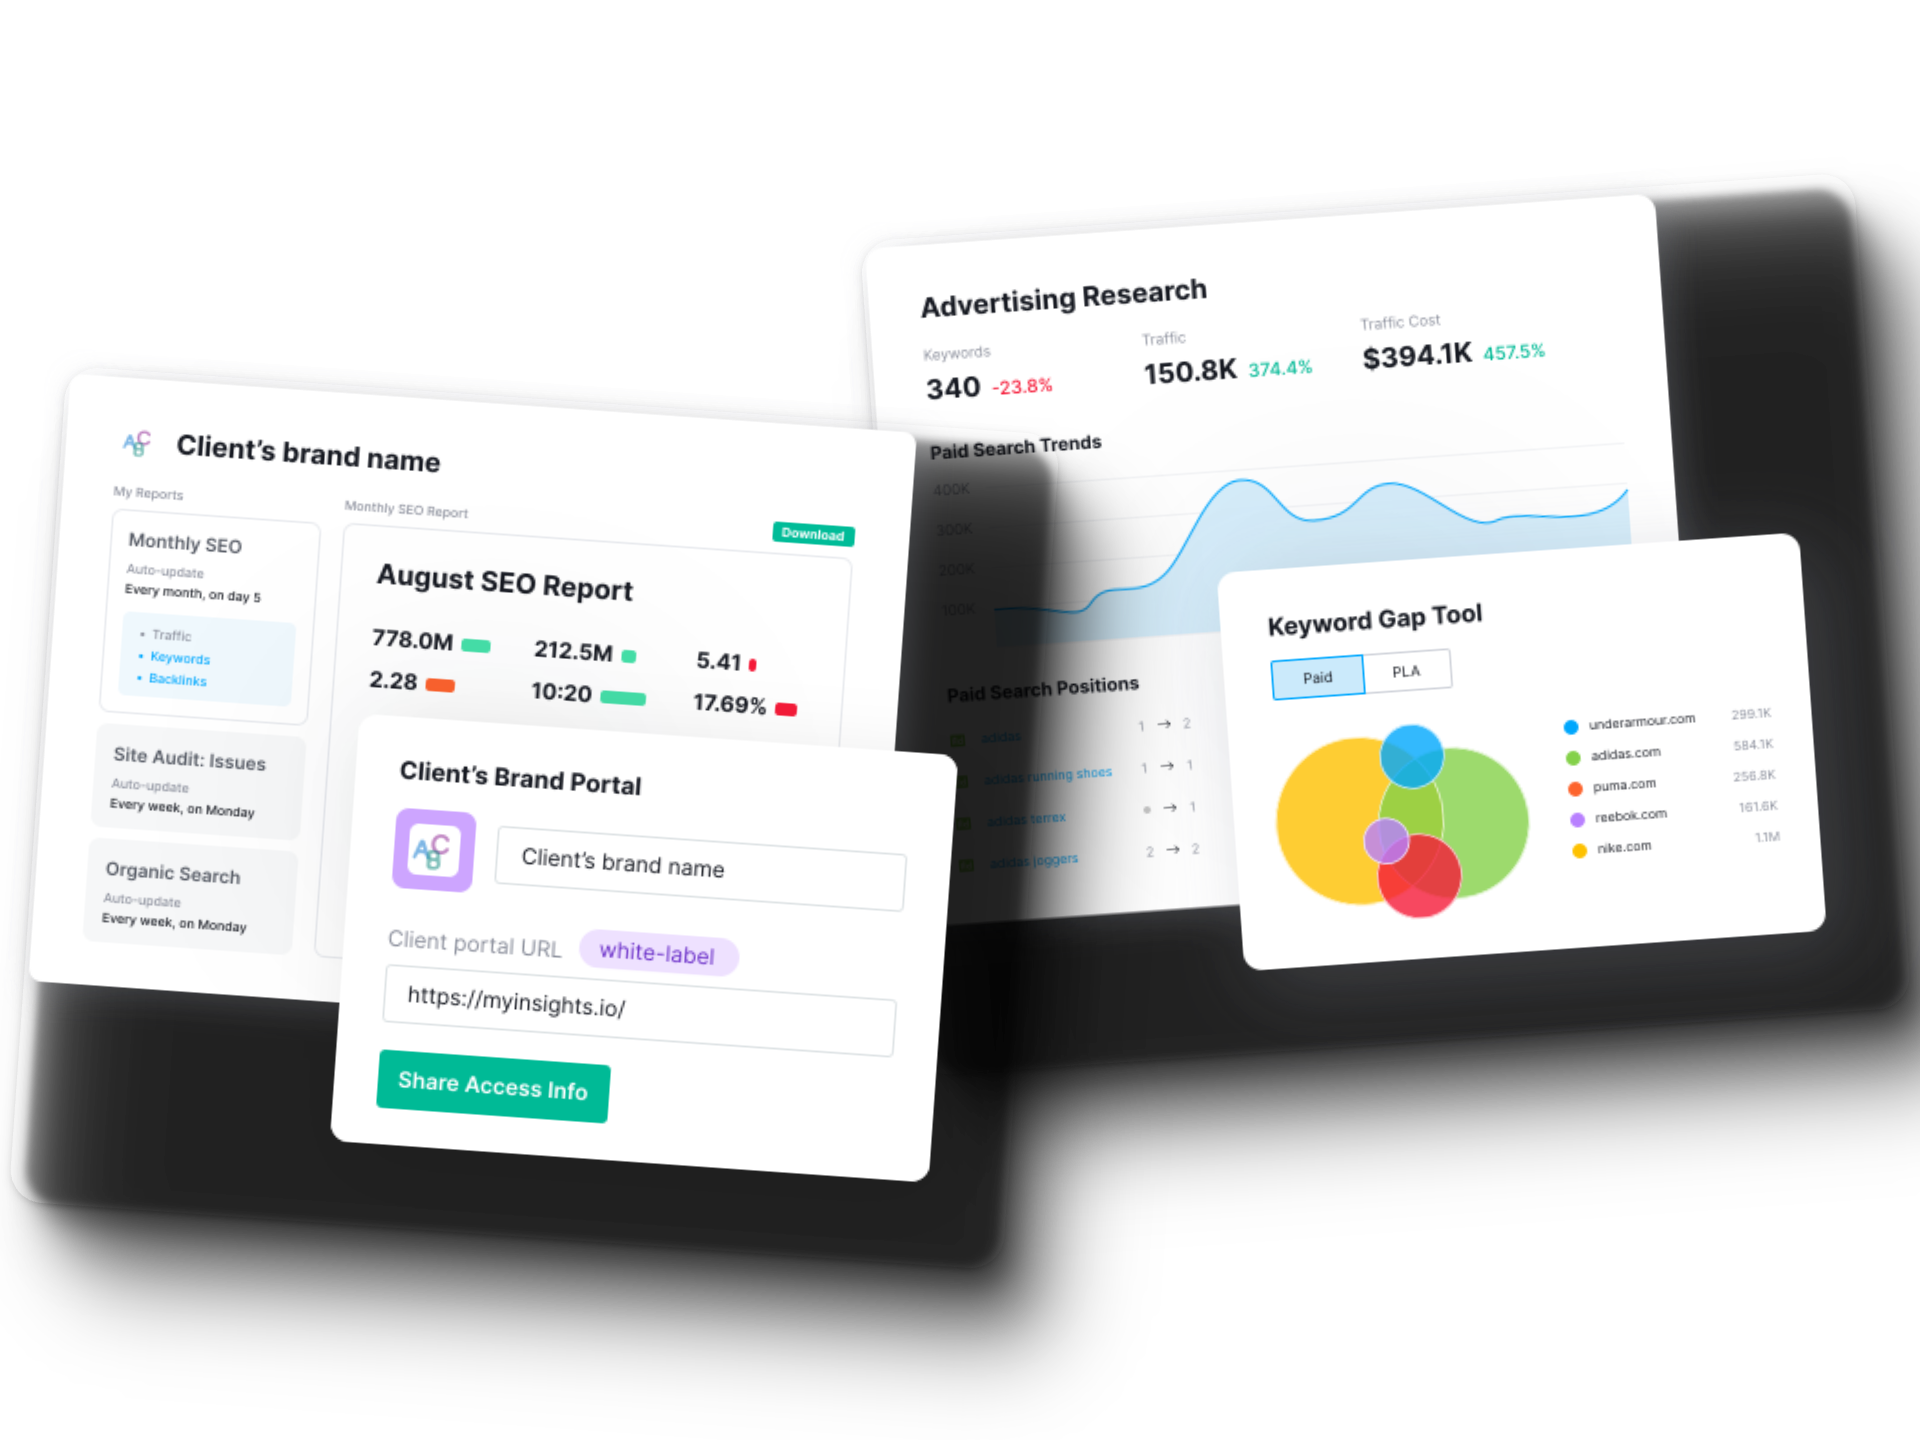 Client's brand name
My Reports
Monthly SEO
Auto-update
Every month, on day 5
• Traffic
• Keywords
• Backlinks
Site Audit: Issues
Auto-update
Every week, on Monday
Organic Search
Auto-update
Every week, on Monday
Monthly SEO Report
Download
August SEO Report
778.0M 212.5M 5.41
2.28 10:20 17.69%
Client's Brand Portal
ABC
Client's brand name
Client portal URL white-label
https://myinsights.io/
Share Access Info
Advertising Research
Keywords Traffic Traffic Cost
340 -23.8% 150.8K 374.4% $394.1K 457.5%
Paid Search Trends
400K
300K
200K
100K
Paid Search Positions
adidas 1 → 2
adidas running shoes 1 → 1
adidas terrex • → 1
adidas joggers 2 → 2
Keyword Gap Tool
Paid PLA
underarmour.com 299.1K
adidas.com 584.1K
puma.com 256.8K
reebok.com 161.6K
nike.com 1.1M